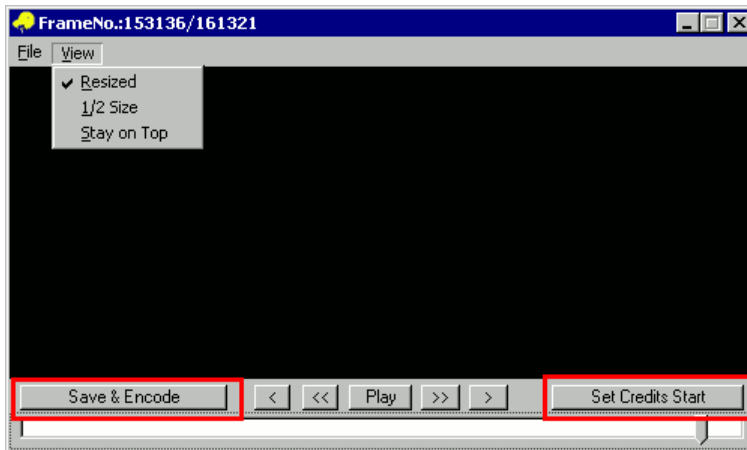 FrameNo.:153136/161321
File View
Resized
1/2 Size
Stay on Top
Save & Encode < << Play >> > Set Credits Start